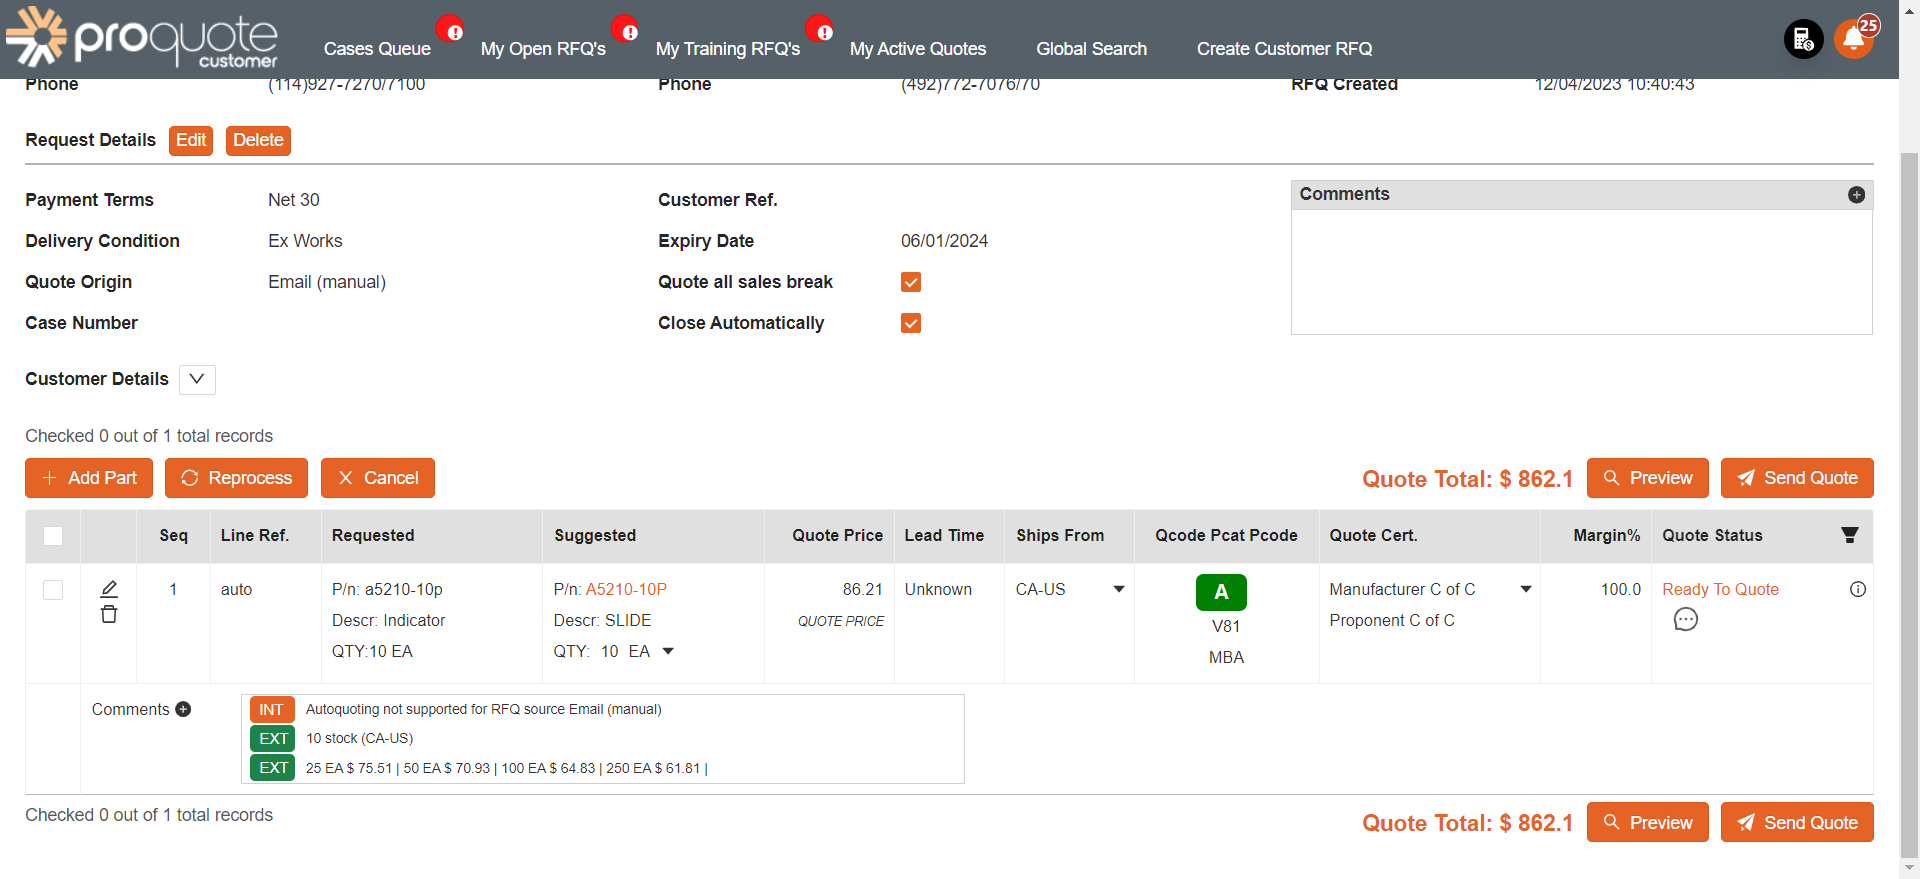 proquote
customer
Cases Queue My Open RFQ's My Training RFQ's My Active Quotes Global Search Create Customer RFQ 25
Phone (114)927-7270/7100 Phone (492)772-7076/70 RFQ Created 12/04/2023 10:40:43
Request Details Edit Delete
Payment Terms Net 30 Customer Ref. Comments
Delivery Condition Ex Works Expiry Date 06/01/2024
Quote Origin Email (manual) Quote all sales break
Case Number Close Automatically
Customer Details
Checked 0 out of 1 total records
Add Part Reprocess Cancel Quote Total: $ 862.1 Preview Send Quote
Seq Line Ref. Requested Suggested Quote Price Lead Time Ships From Qcode Pcat Pcode Quote Cert. Margin% Quote Status
1 auto P/n: a5210-10p P/n: A5210-10P 86.21 Unknown CA-US A Manufacturer C of C 100.0 Ready To Quote
Descr: Indicator Descr: SLIDE QUOTE PRICE V81 Proponent C of C
QTY:10 EA QTY: 10 EA MBA
Comments INT Autoquoting not supported for RFQ source Email (manual)
EXT 10 stock (CA-US)
EXT 25 EA $ 75.51 | 50 EA $ 70.93 | 100 EA $ 64.83 | 250 EA $ 61.81 |
Checked 0 out of 1 total records
Quote Total: $ 862.1 Preview Send Quote